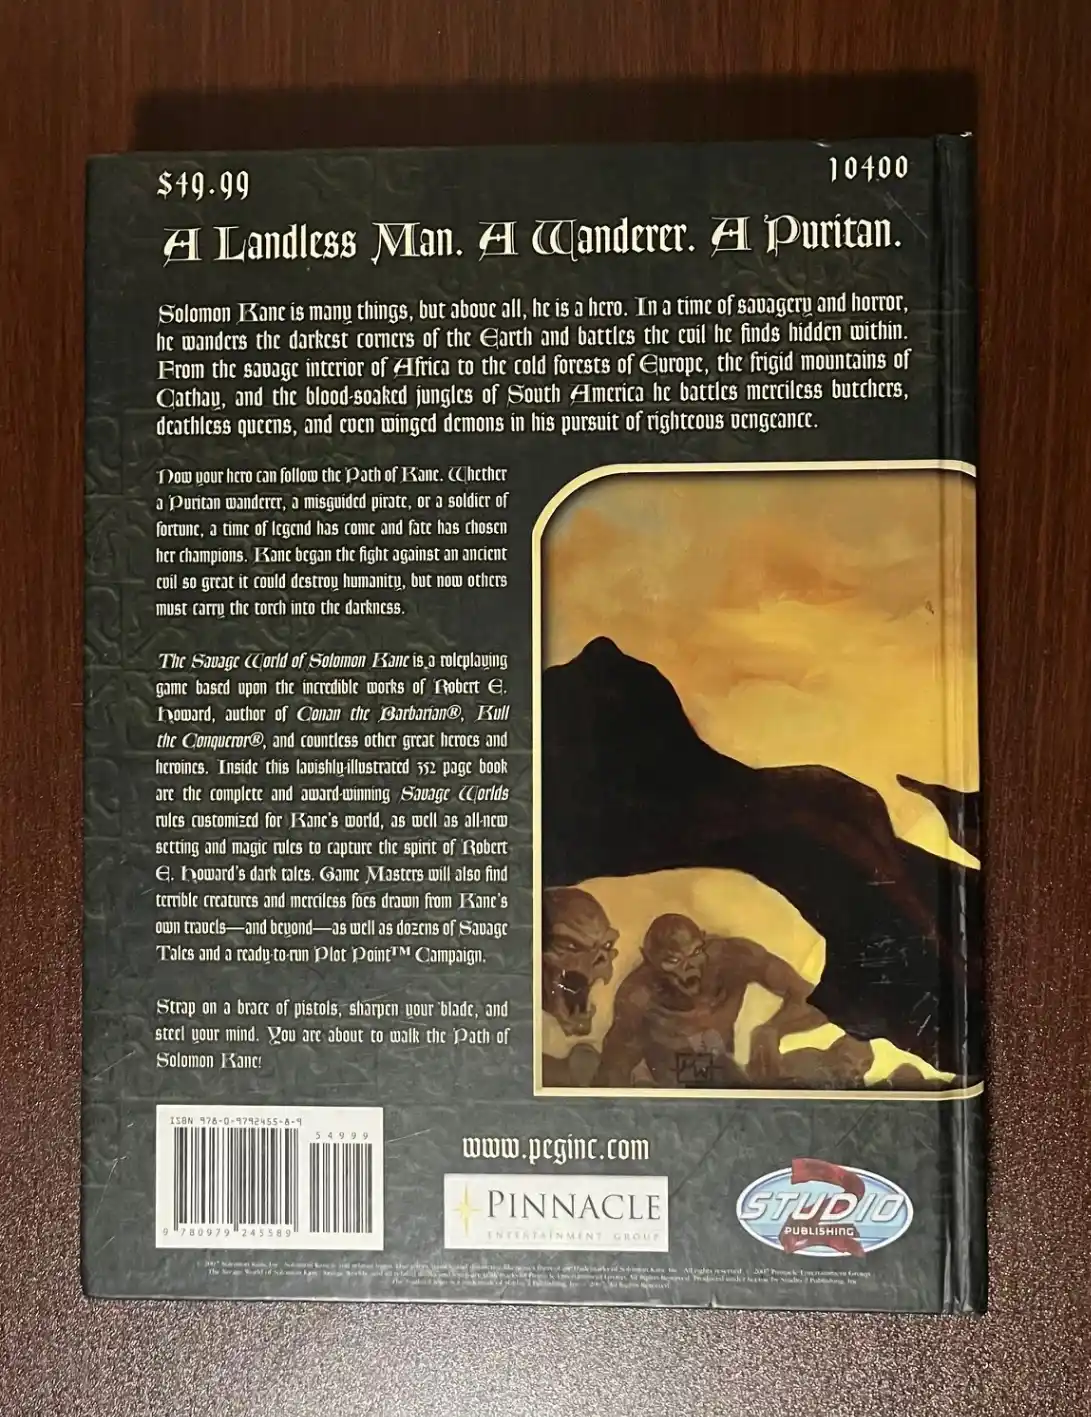 $49.99
10400
A Landless Man. A Wanderer. A Puritan.
Solomon Kane is many things, but above all, he is a hero. In a time of savagery and horror,
he wanders the darkest corners of the Earth and battles the evil he finds hidden within.
From the savage interior of Africa to the cold forests of Europe, the frigid mountains of
Cathay, and the blood-soaked jungles of South America he battles merciless butchers,
deathless queens, and even winged demons in his pursuit of righteous vengeance.
Now your hero can follow the Path of Kane. Whether
a Puritan wanderer, a misguided pirate, or a soldier of
fortune, a time of legend has come and fate has chosen
her champions. Kane began the fight against an ancient
evil so great it could destroy humanity, but now others
must carry the torch into the darkness.
The Savage World of Solomon Kane is a roleplaying
game based upon the incredible works of Robert E.
Howard, author of Conan the Barbarian®, Kull
the Conqueror®, and countless other great heroes and
heroines. Inside this lavishly-illustrated 352 page book
are the complete and award-winning Savage Worlds
rules customized for Kane's world, as well as all-new
setting and magic rules to capture the spirit of Robert
E. Howard's dark tales. Game Masters will also find
terrible creatures and merciless foes drawn from Kane's
own travels—and beyond—as well as dozens of Savage
Tales and a ready-to-run Plot Point™ Campaign.
Strap on a brace of pistols, sharpen your blade, and
steel your mind. You are about to walk the Path of
Solomon Kane!
ISBN 978-0-9792455-8-9
54999
9 780979 245589
www.peginc.com
PINNACLE
ENTERTAINMENT GROUP
STUDIO
2
PUBLISHING